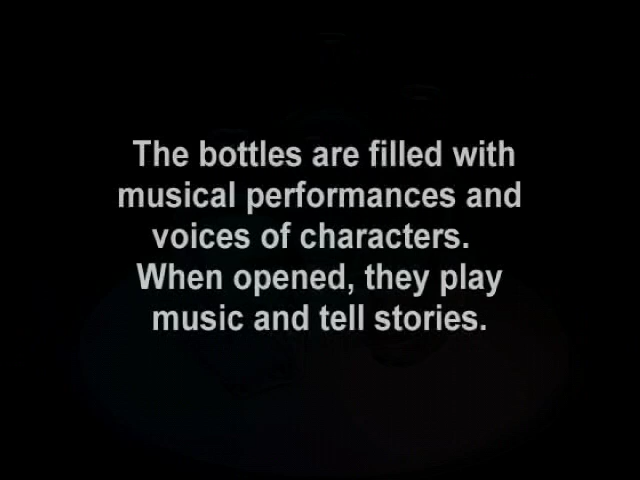 The bottles are filled with
musical performances and
voices of characters.
When opened, they play
music and tell stories.